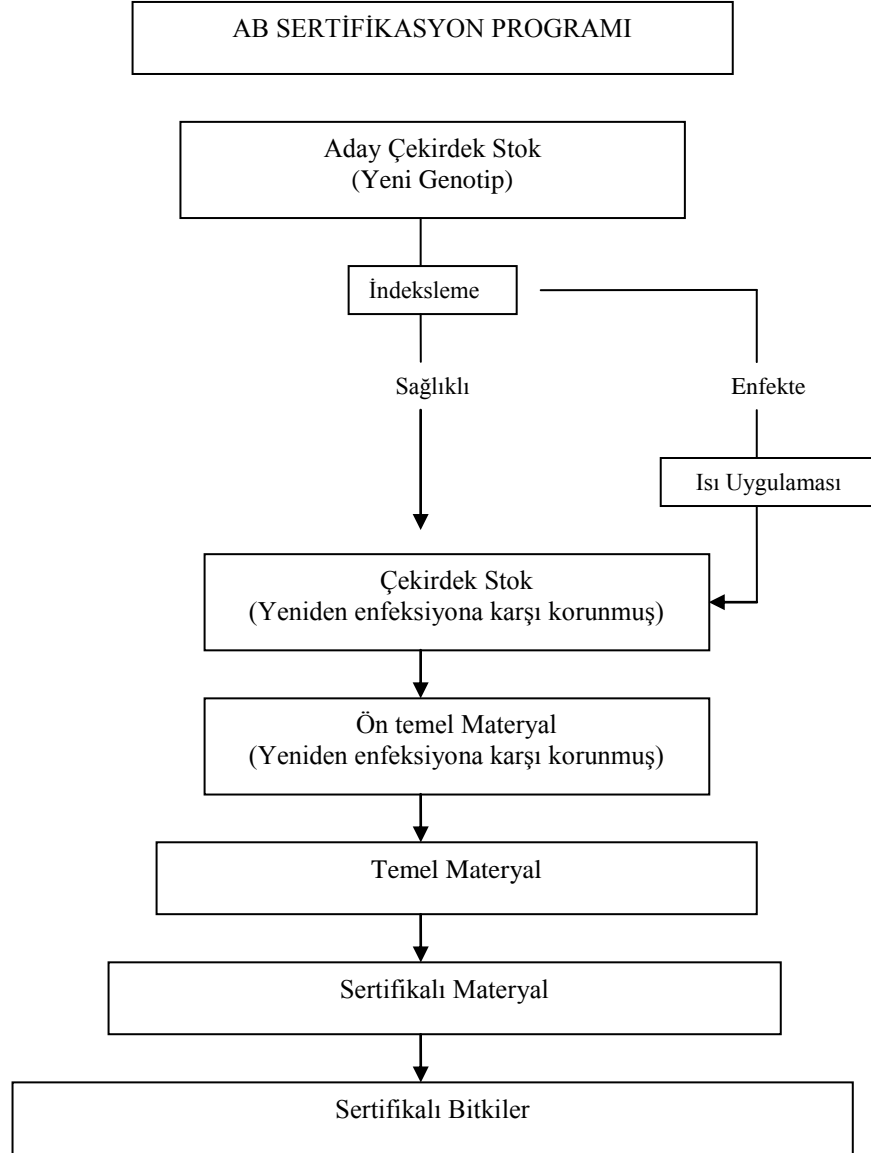 AB SERTİFİKASYON PROGRAMI
Aday Çekirdek Stok
(Yeni Genotip)
İndeksleme
Sağlıklı
Enfekte
Isı Uygulaması
Çekirdek Stok
(Yeniden enfeksiyona karşı korunmuş)
Ön temel Materyal
(Yeniden enfeksiyona karşı korunmuş)
Temel Materyal
Sertifikalı Materyal
Sertifikalı Bitkiler